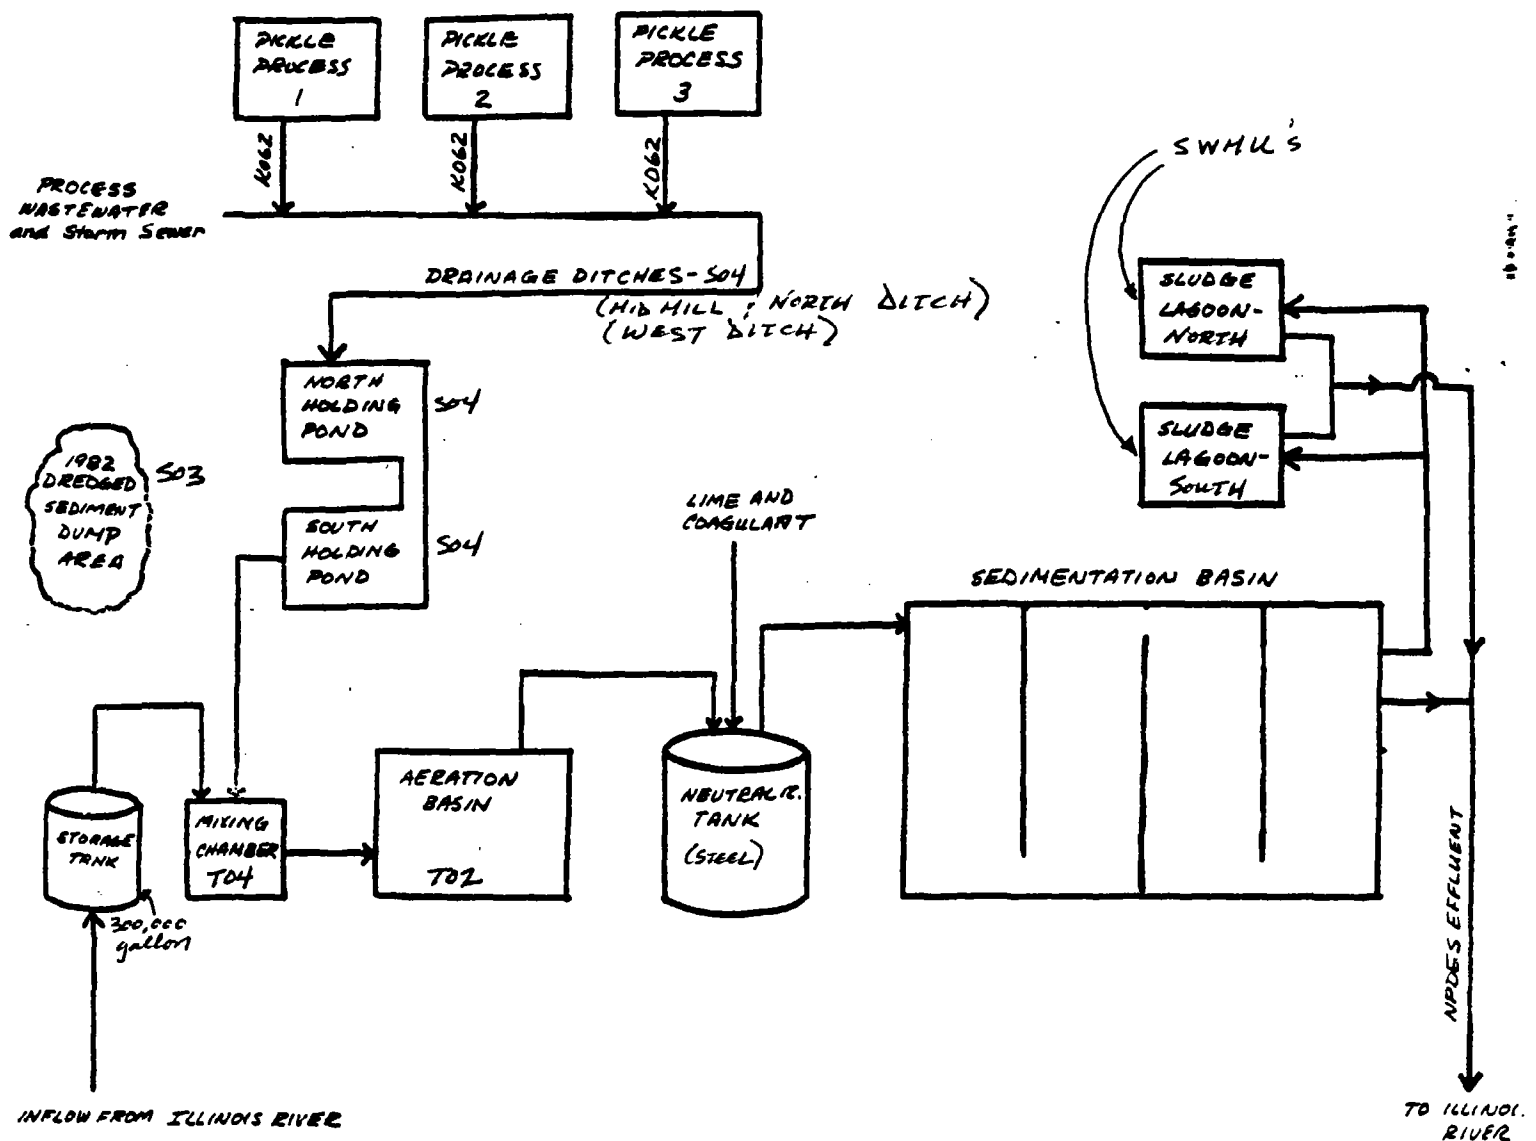 PICKLE
PROCESS
1
PICKLE
PROCESS
2
PICKLE
PROCESS
3
K062
K062
K062
PROCESS
WASTEWATER
and Storm Sewer
SWMU's
DRAINAGE DITCHES-S04
(MID MILL & NORTH DITCH)
(WEST DITCH)
SLUDGE
LAGOON-
NORTH
NORTH
HOLDING
POND
S04
SLUDGE
LAGOON-
SOUTH
1982
DREDGED
SEDIMENT
DUMP
AREA
S03
SOUTH
HOLDING
POND
S04
LIME AND
COAGULANT
SEDIMENTATION BASIN
STORAGE
TANK
300,000
gallon
MIXING
CHAMBER
T04
AERATION
BASIN
T02
NEUTRALIZ.
TANK
(STEEL)
NPDES EFFLUENT
INFLOW FROM ILLINOIS RIVER
TO ILLINOI.
RIVER